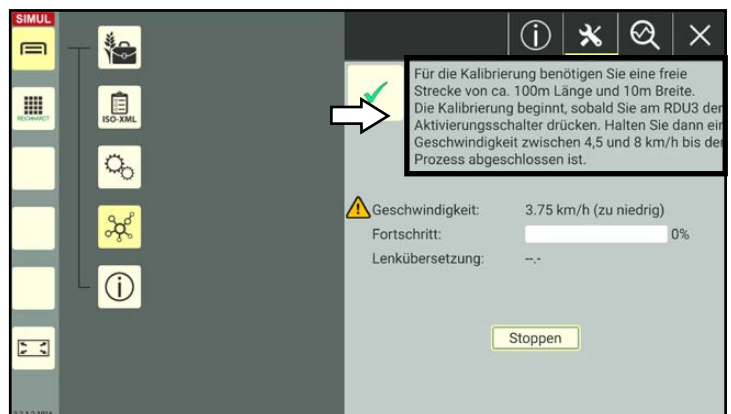 SIMUL
REICHHARDT
ISO-XML
Für die Kalibrierung benötigen Sie eine freie
Strecke von ca. 100m Länge und 10m Breite.
Die Kalibrierung beginnt, sobald Sie am RDU3 den
Aktivierungsschalter drücken. Halten Sie dann ein
Geschwindigkeit zwischen 4,5 und 8 km/h bis der
Prozess abgeschlossen ist.
Geschwindigkeit: 3.75 km/h (zu niedrig)
Fortschritt: 0%
Lenkübersetzung: --.-
Stoppen